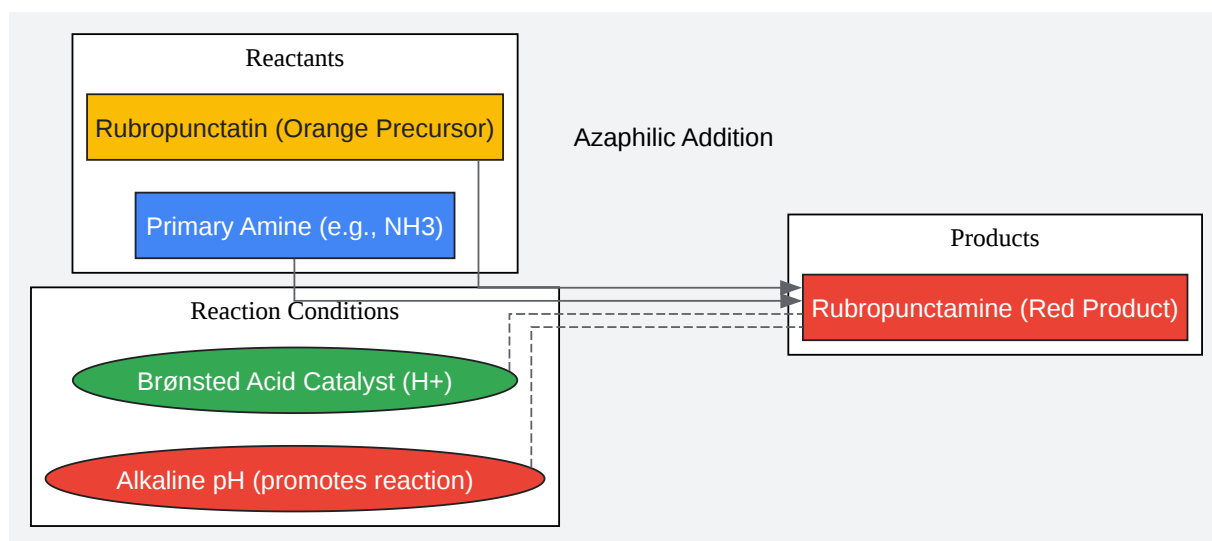 Reactants
Rubropunctatin (Orange Precursor)
Azaphilic Addition
Primary Amine (e.g., NH3)
Products
Rubropunctamine (Red Product)
Reaction Conditions
Brønsted Acid Catalyst (H+)
Alkaline pH (promotes reaction)